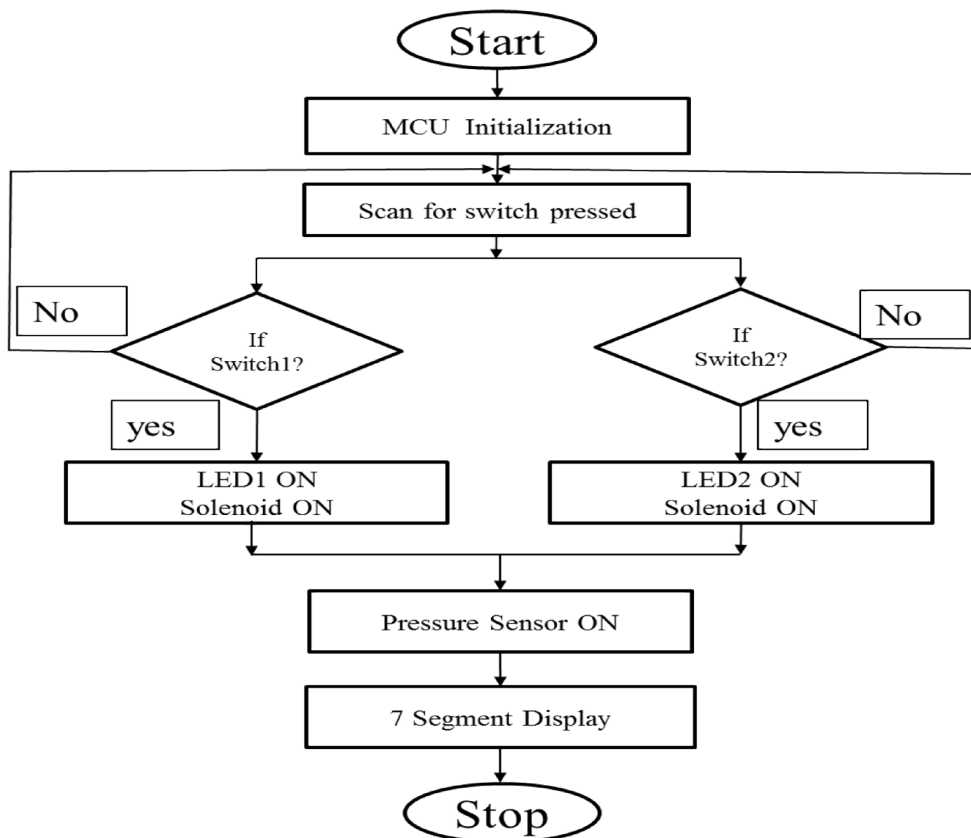 Start
MCU Initialization
Scan for switch pressed
No
If
Switch1?
If
Switch2?
No
yes
yes
LED1 ON
Solenoid ON
LED2 ON
Solenoid ON
Pressure Sensor ON
7 Segment Display
Stop